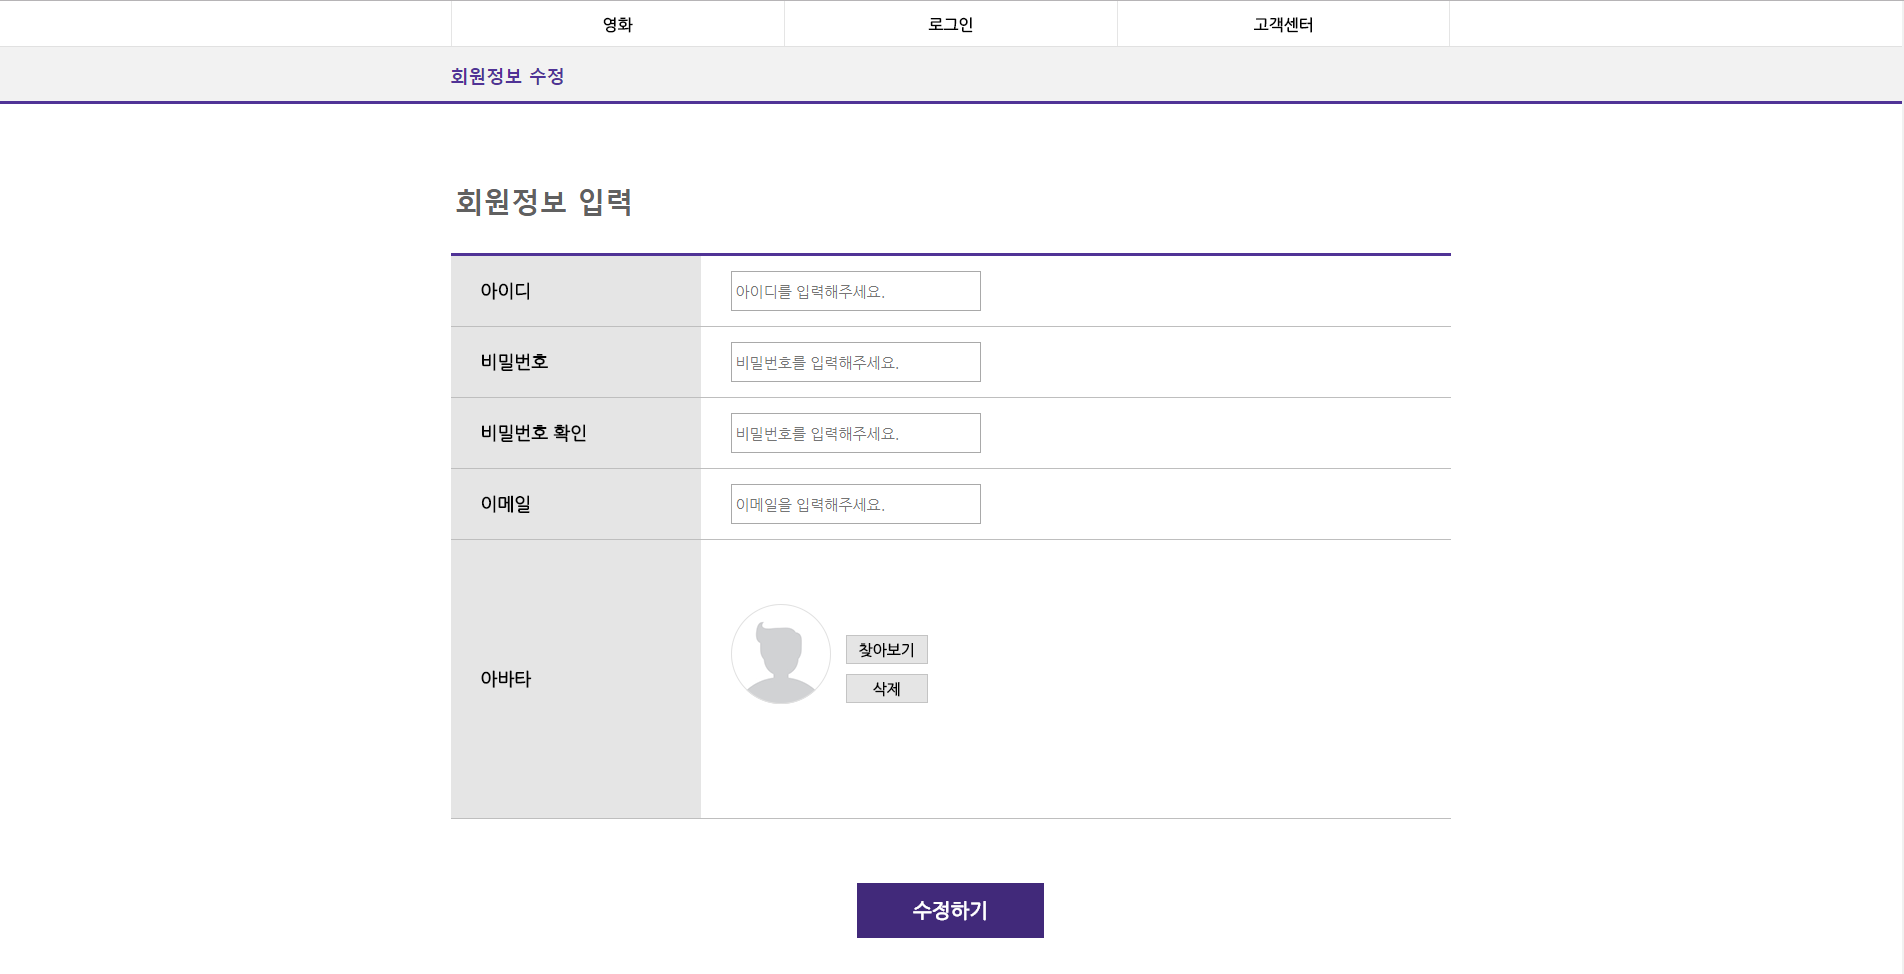 영화 로그인 고객센터
회원정보 수정
회원정보 입력
아이디 아이디를 입력해주세요.
비밀번호 비밀번호를 입력해주세요.
비밀번호 확인 비밀번호를 입력해주세요.
이메일 이메일을 입력해주세요.
찾아보기
아바타
삭제
수정하기